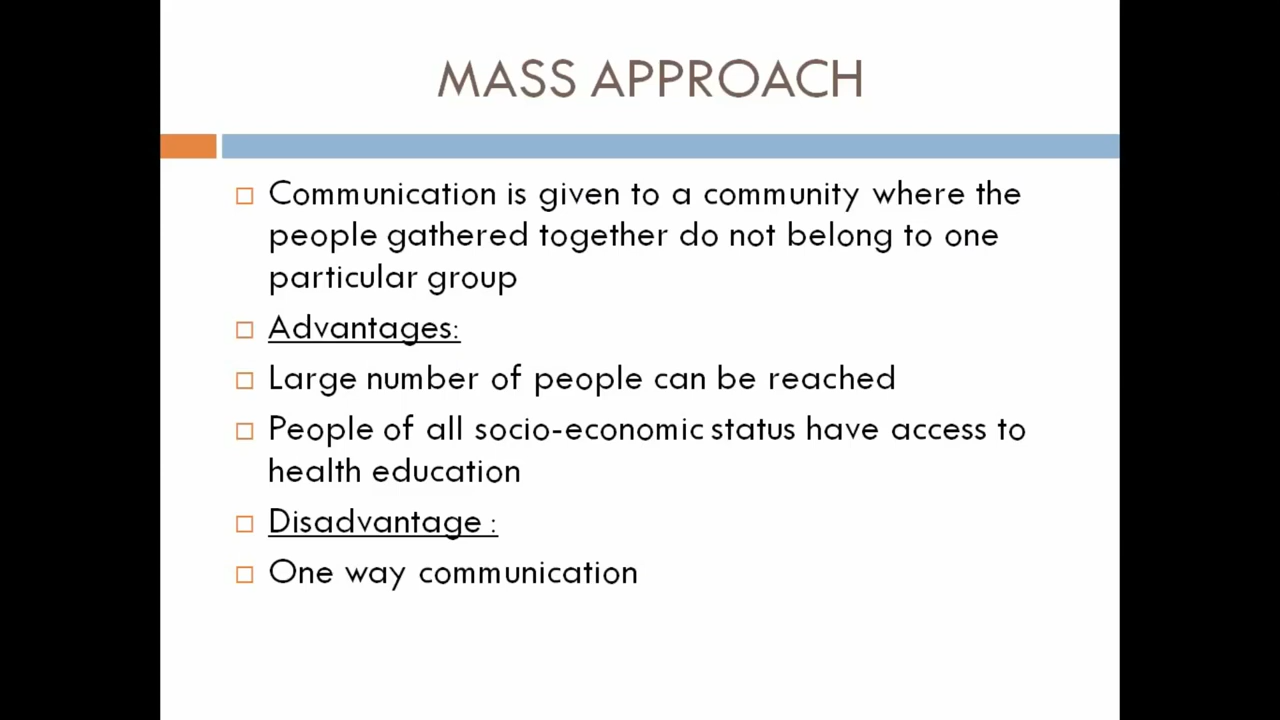 MASS APPROACH
Communication is given to a community where the
people gathered together do not belong to one
particular group
Advantages:
Large number of people can be reached
People of all socio-economic status have access to
health education
Disadvantage :
One way communication